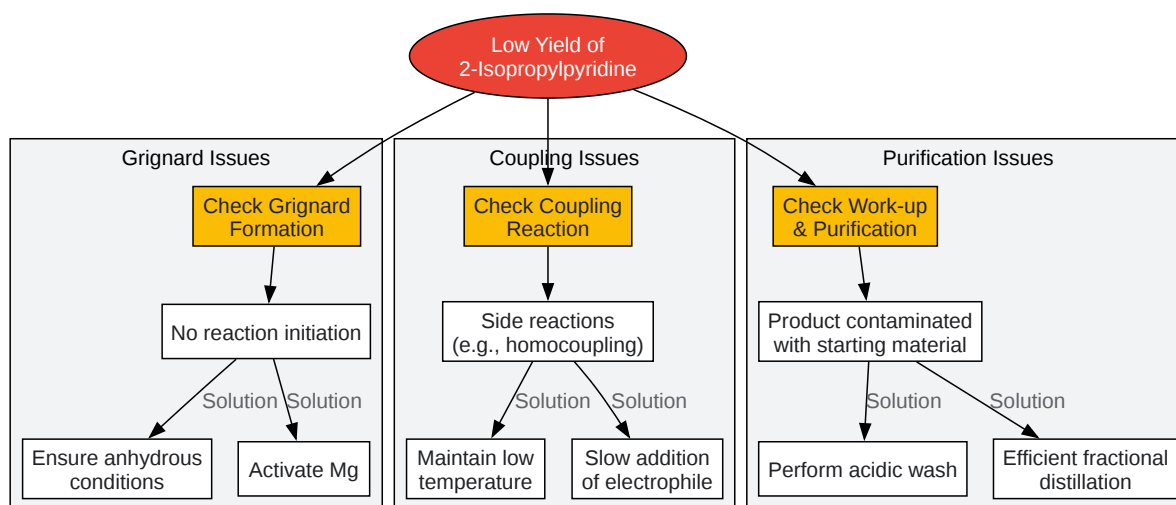 Low Yield of
2-Isopropylpyridine
Grignard Issues
Coupling Issues
Purification Issues
Check Grignard
Formation
Check Coupling
Reaction
Check Work-up
& Purification
No reaction initiation
Side reactions
(e.g., homocoupling)
Product contaminated
with starting material
Solution
Solution
Solution
Solution
Solution
Solution
Ensure anhydrous
conditions
Activate Mg
Maintain low
temperature
Slow addition
of electrophile
Perform acidic wash
Efficient fractional
distillation